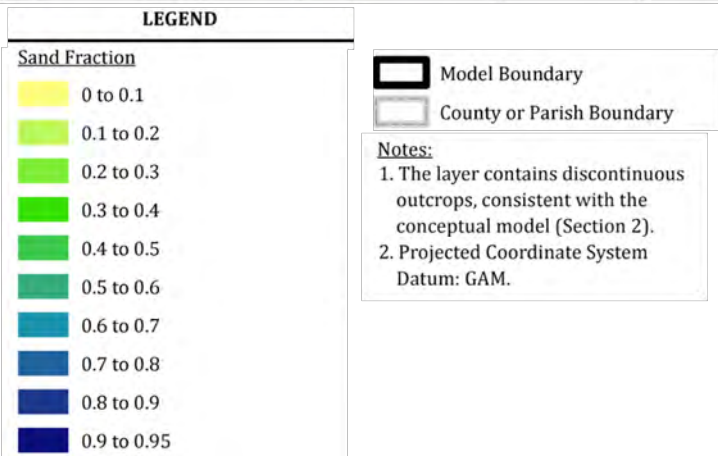 LEGEND
Sand Fraction
0 to 0.1
0.1 to 0.2
0.2 to 0.3
0.3 to 0.4
0.4 to 0.5
0.5 to 0.6
0.6 to 0.7
0.7 to 0.8
0.8 to 0.9
0.9 to 0.95
Model Boundary
County or Parish Boundary
Notes:
1. The layer contains discontinuous
outcrops, consistent with the
conceptual model (Section 2).
2. Projected Coordinate System
Datum: GAM.